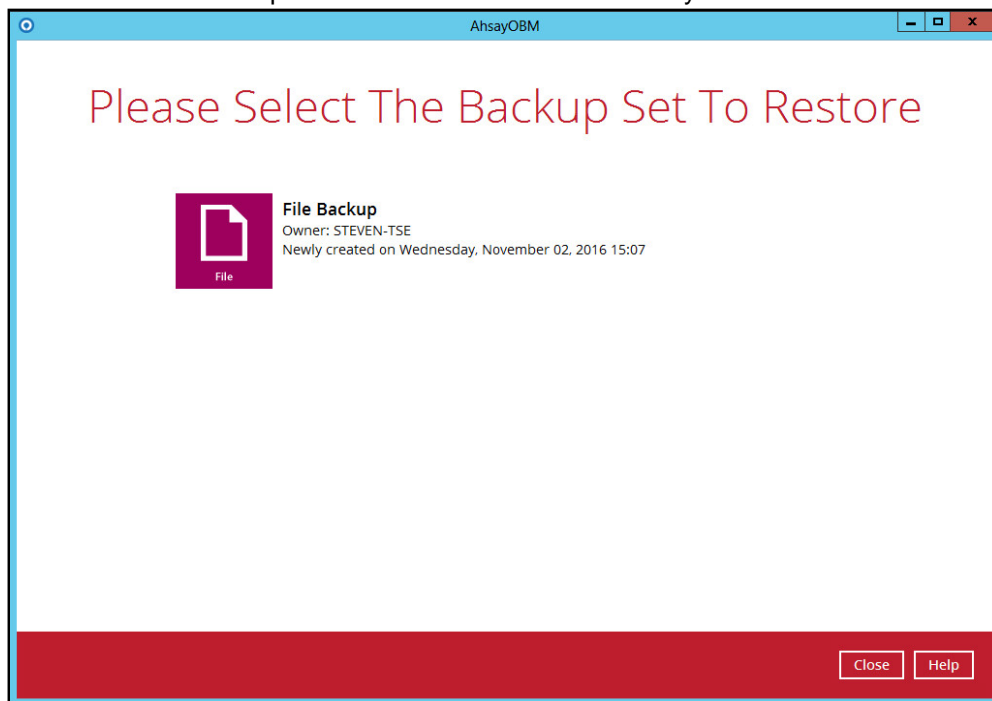 AhsayOBM
Please Select The Backup Set To Restore
File Backup
Owner: STEVEN-TSE
Newly created on Wednesday, November 02, 2016 15:07
File
Close Help